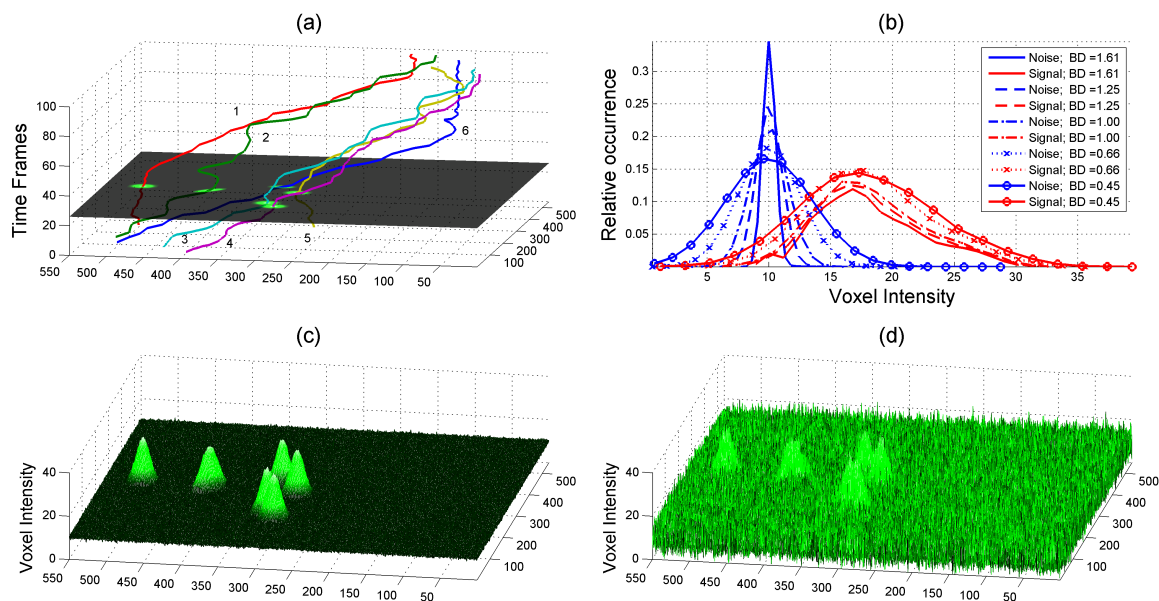 (a)
Time Frames
100
80
60
40
20
0
550 500 450 400 350 300 250 200 150 100 50
100
200
300
400
500
1
2
3
4
5
6
(b)
Relative occurrence
0.3
0.25
0.2
0.15
0.1
0.05
5 10 15 20 25 30 35
Voxel Intensity
Noise; BD =1.61
Signal; BD =1.61
Noise; BD =1.25
Signal; BD =1.25
Noise; BD =1.00
Signal; BD =1.00
Noise; BD =0.66
Signal; BD =0.66
Noise; BD =0.45
Signal; BD =0.45
(c)
Voxel Intensity
40
20
0
550 500 450 400 350 300 250 200 150 100 50
100
200
300
400
500
(d)
Voxel Intensity
40
20
0
550 500 450 400 350 300 250 200 150 100 50
100
200
300
400
500